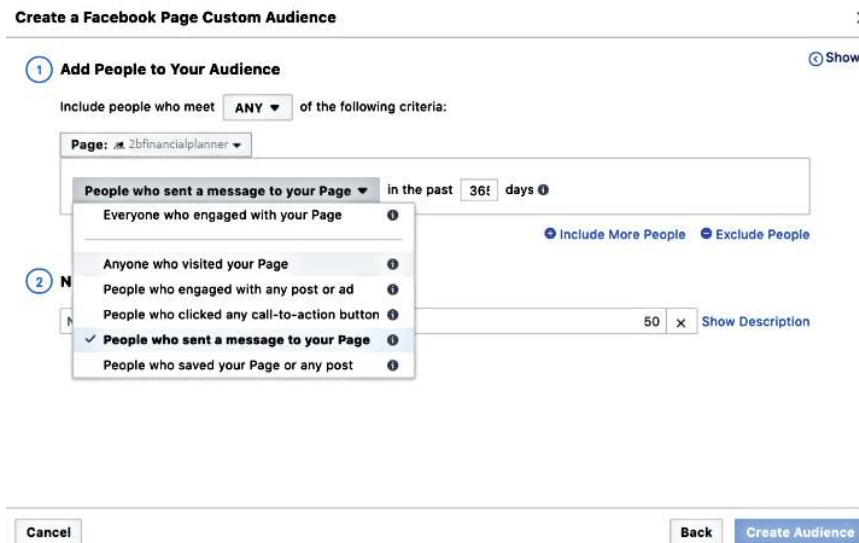 Create a Facebook Page Custom Audience
Show
1 Add People to Your Audience
Include people who meet ANY of the following criteria:
Page: 2bfinancialplanner
People who sent a message to your Page in the past 365 days
Everyone who engaged with your Page
Include More People Exclude People
Anyone who visited your Page
2 N
People who engaged with any post or ad
People who clicked any call-to-action button
N 50 × Show Description
People who sent a message to your Page
People who saved your Page or any post
Cancel Back Create Audience